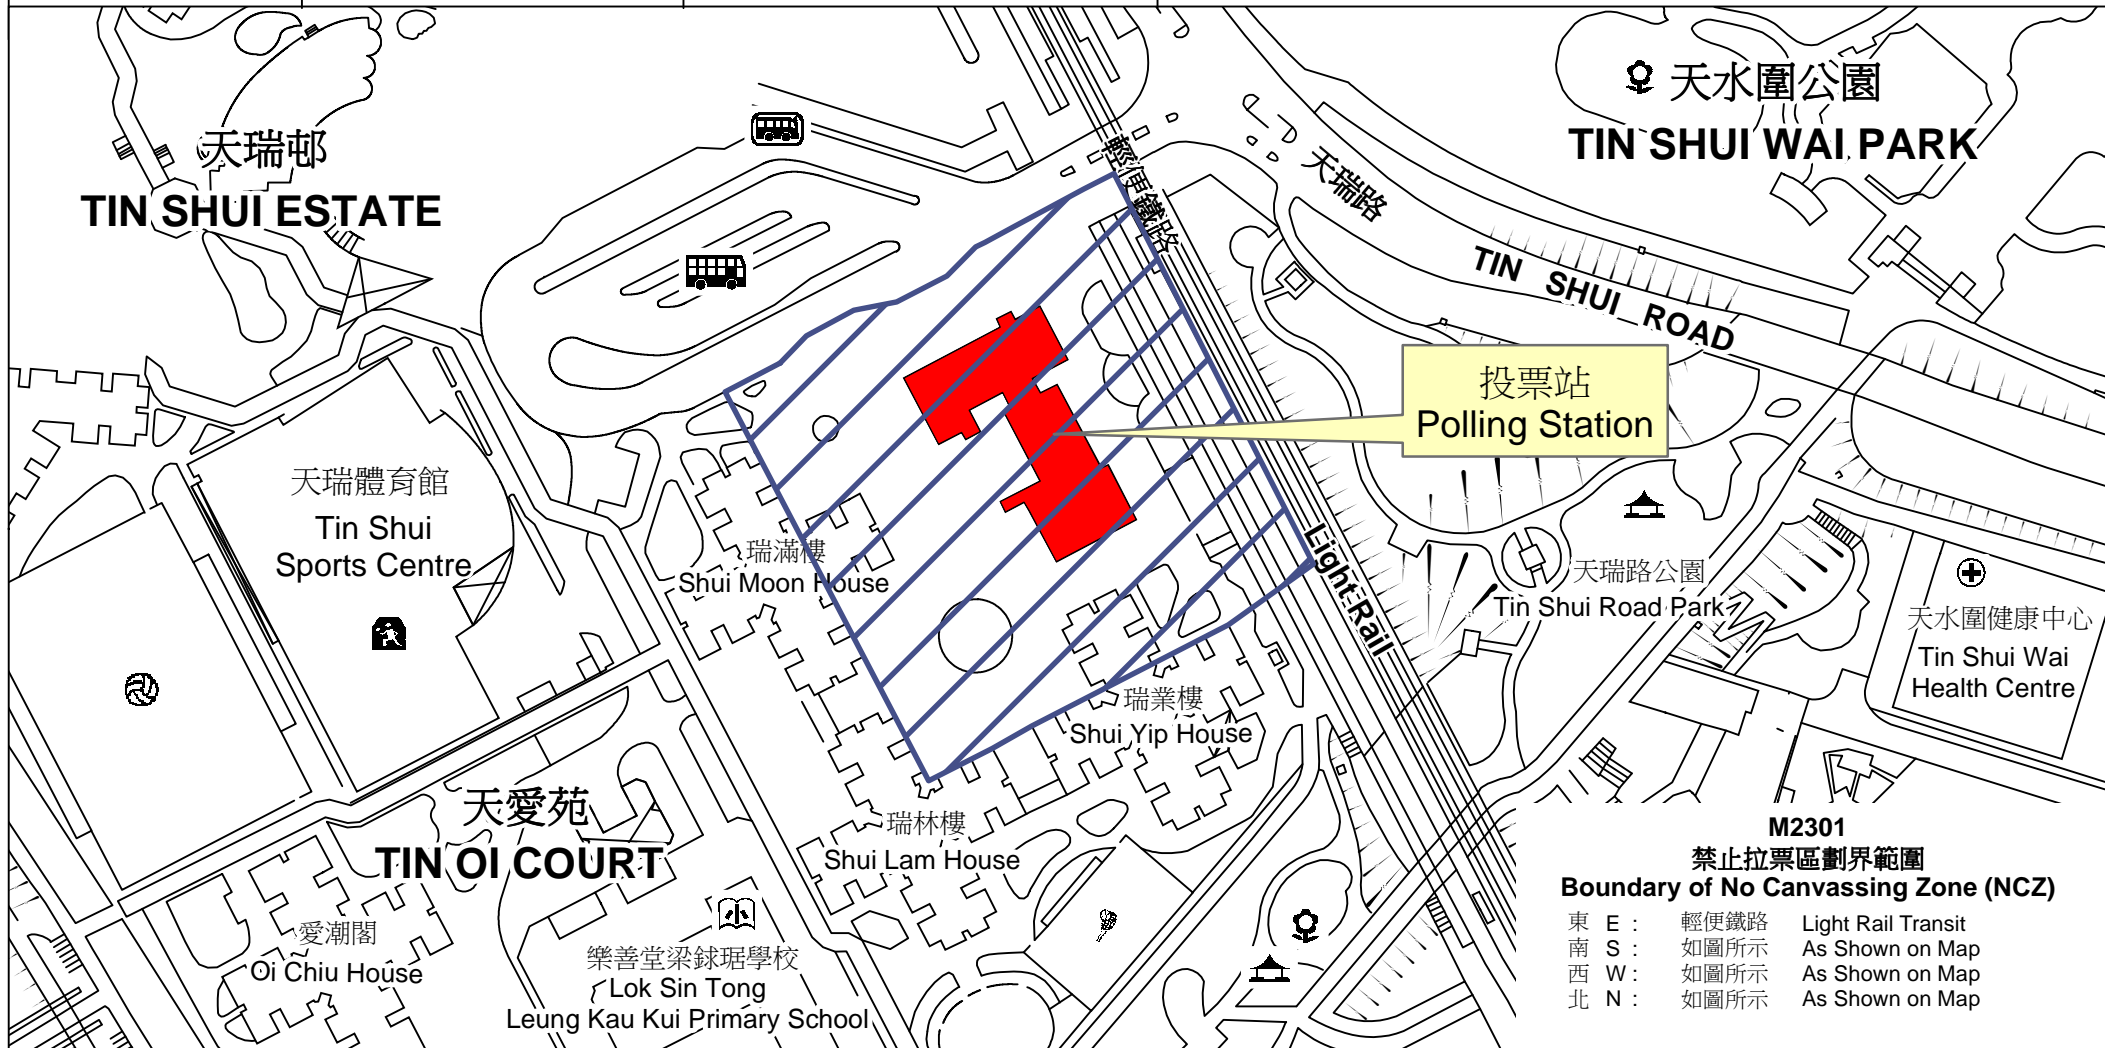 天水圍公園
TIN SHUI WAI PARK
天瑞邨
TIN SHUI ESTATE
輕便鐵路
天瑞路
TIN SHUI ROAD
投票站
Polling Station
天瑞體育館
Tin Shui
Sports Centre
瑞滿樓
Shui Moon House
Light Rail
天瑞路公園
Tin Shui Road Park
天水圍健康中心
Tin Shui Wai
Health Centre
瑞業樓
Shui Yip House
天愛苑
TIN OI COURT
瑞林樓
Shui Lam House
小
愛潮閣
Oi Chiu House
樂善堂梁銶琚學校
Lok Sin Tong
Leung Kau Kui Primary School
M2301
禁止拉票區劃界範圍
Boundary of No Canvassing Zone (NCZ)
東 E : 輕便鐵路 Light Rail Transit
南 S : 如圖所示 As Shown on Map
西 W : 如圖所示 As Shown on Map
北 N : 如圖所示 As Shown on Map